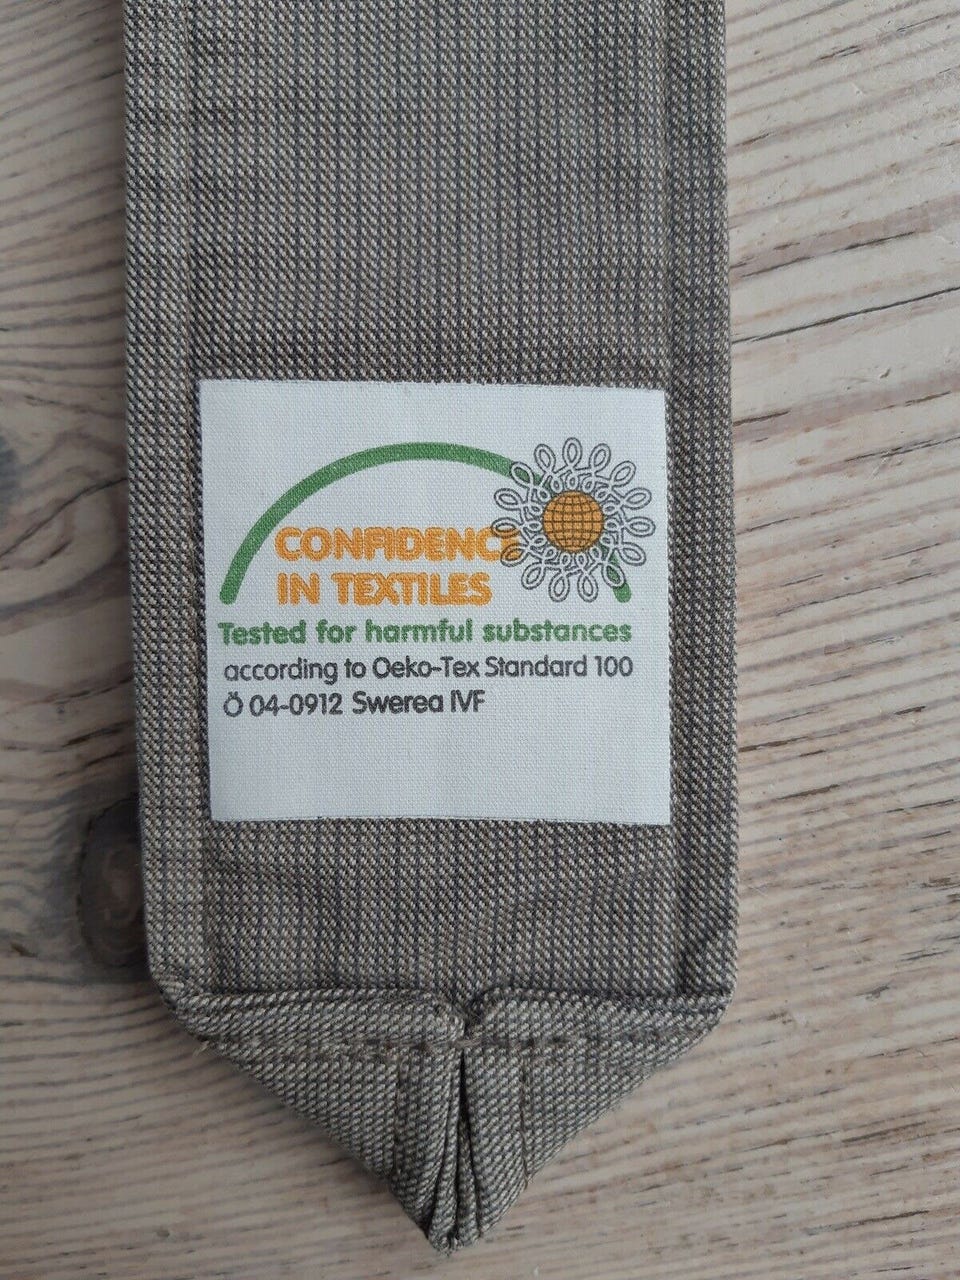 CONFIDENCE
IN TEXTILES
Tested for harmful substances
according to Oeko-Tex Standard 100
Ö 04-0912 Swerea IVF